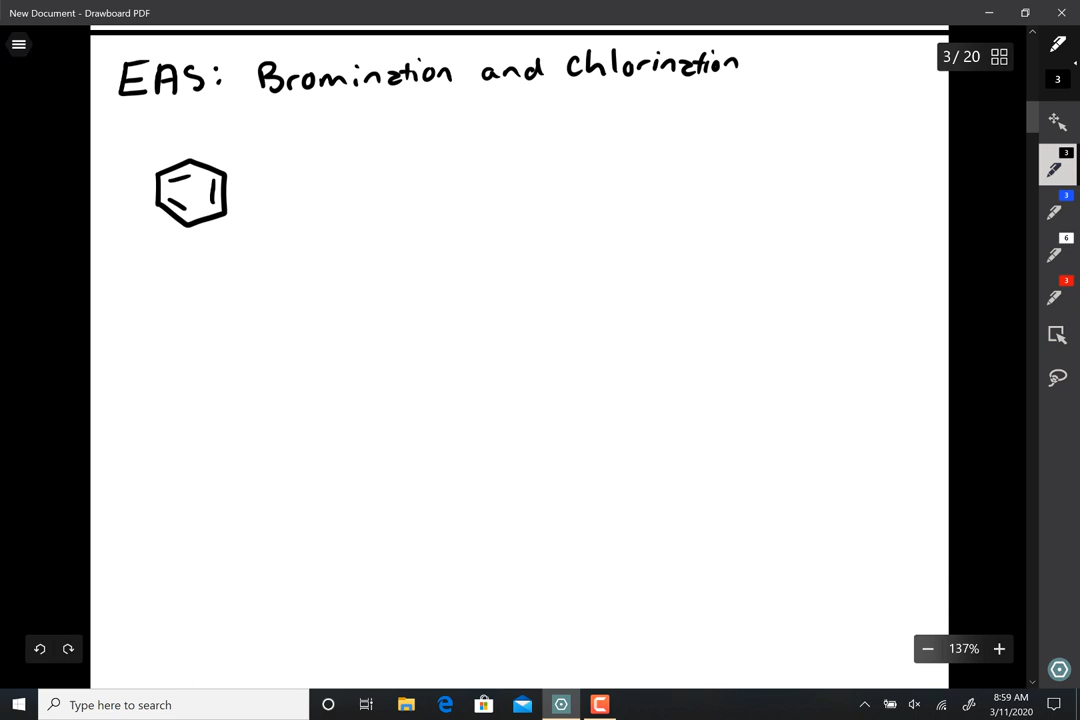 New Document - Drawboard PDF
EAS: Bromination and Chlorination
3/20
3
3
3
6
3
137%
Type here to search
8:59 AM
3/11/2020